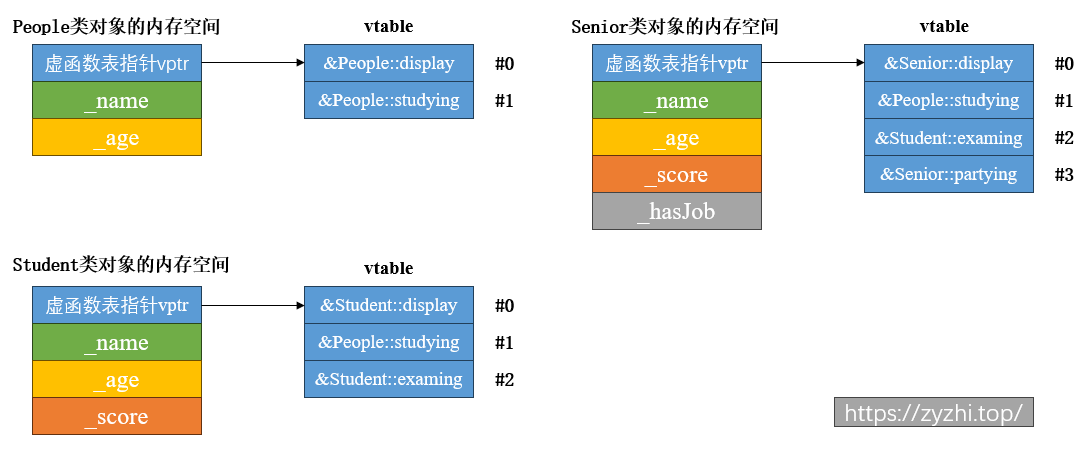 People类对象的内存空间
vtable
虚函数表指针vptr
&People::display
#0
_name
&People::studying
#1
_age
Senior类对象的内存空间
vtable
虚函数表指针vptr
&Senior::display
#0
_name
&People::studying
#1
_age
&Student::examing
#2
_score
&Senior::partying
#3
_hasJob
Student类对象的内存空间
vtable
虚函数表指针vptr
&Student::display
#0
_name
&People::studying
#1
_age
&Student::examing
#2
_score
https://zyzhi.top/